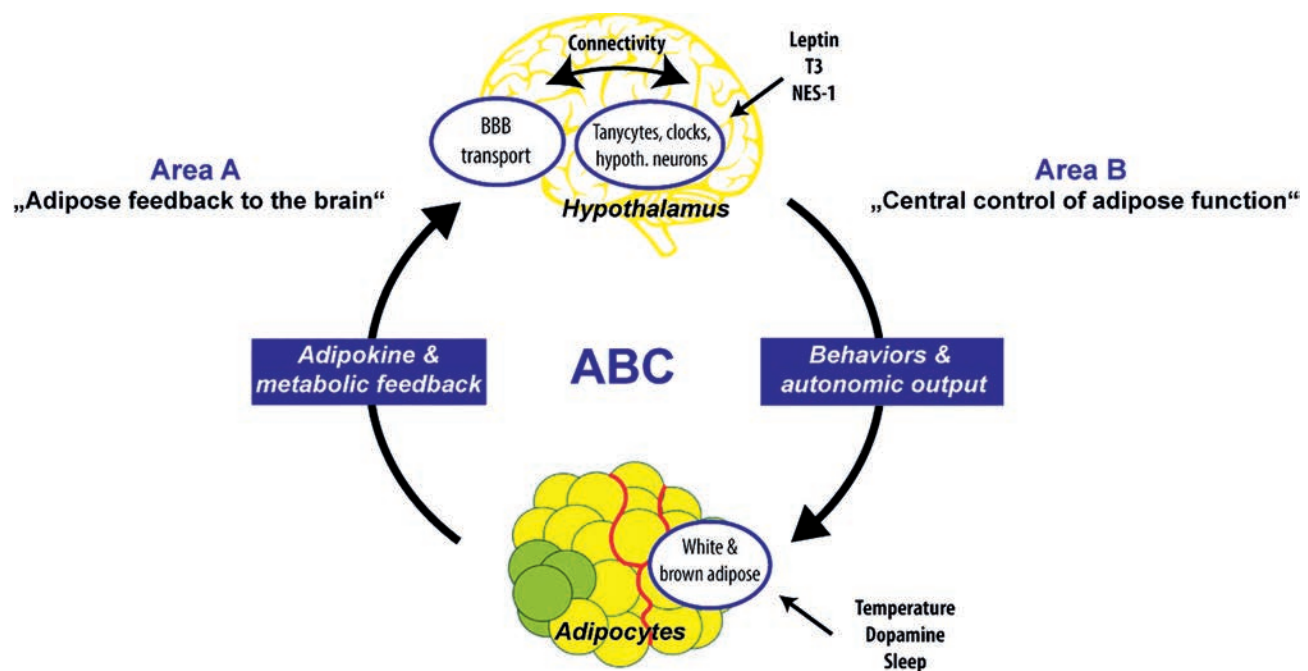 Connectivity
Leptin
T3
NES-1
BBB
transport
Tanycytes, clocks,
hypoth. neurons
Hypothalamus
Area A
„Adipose feedback to the brain“
Area B
„Central control of adipose function“
Adipokine &
metabolic feedback
ABC
Behaviors &
autonomic output
White &
brown adipose
Adipocytes
Temperature
Dopamine
Sleep